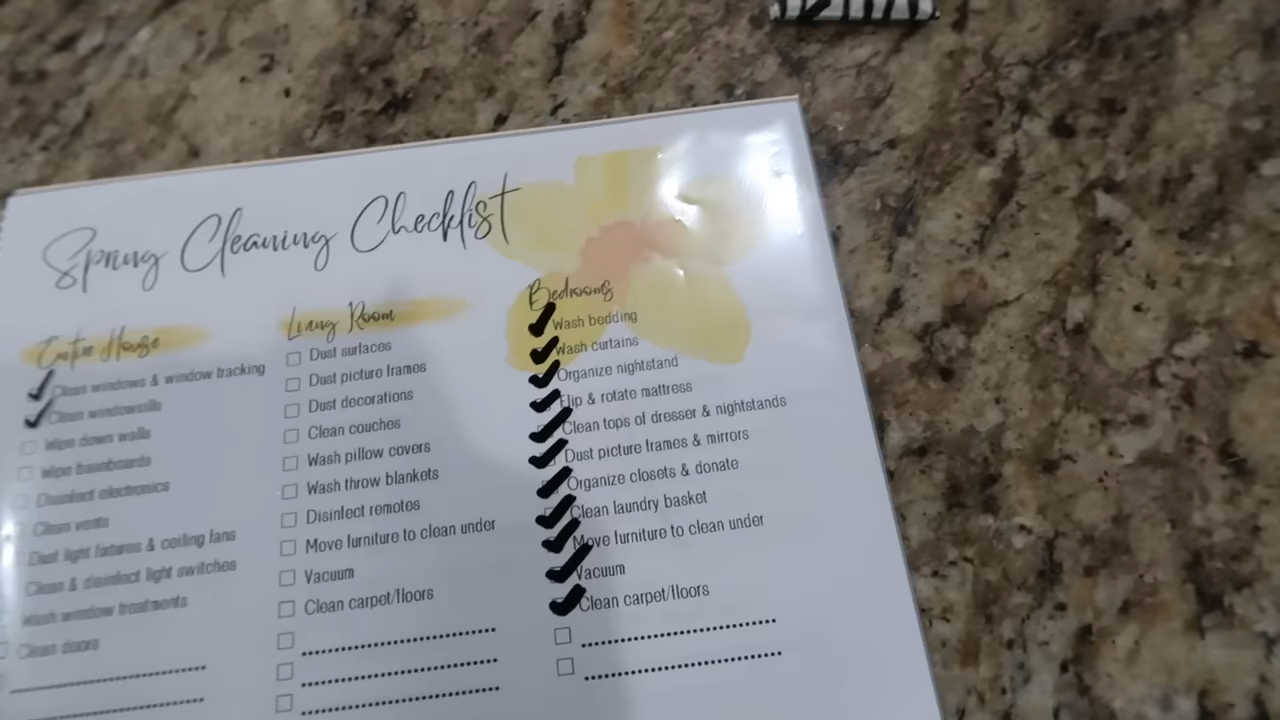 Spring Cleaning Checklist
Entire House
Clean windows & window tracking
Clean windowsills
Wipe down walls
Wipe baseboards
Disinfect electronics
Clean vents
Dust light fixtures & ceiling fans
Clean & disinfect light switches
Wash window treatments
Clean doors
Living Room
Dust surfaces
Dust picture frames
Dust decorations
Clean couches
Wash pillow covers
Wash throw blankets
Disinfect remotes
Move furniture to clean under
Vacuum
Clean carpet/floors
Bedrooms
Wash bedding
Wash curtains
Organize nightstand
Flip & rotate mattress
Clean tops of dresser & nightstands
Dust picture frames & mirrors
Organize closets & donate
Clean laundry basket
Move furniture to clean under
Vacuum
Clean carpet/floors